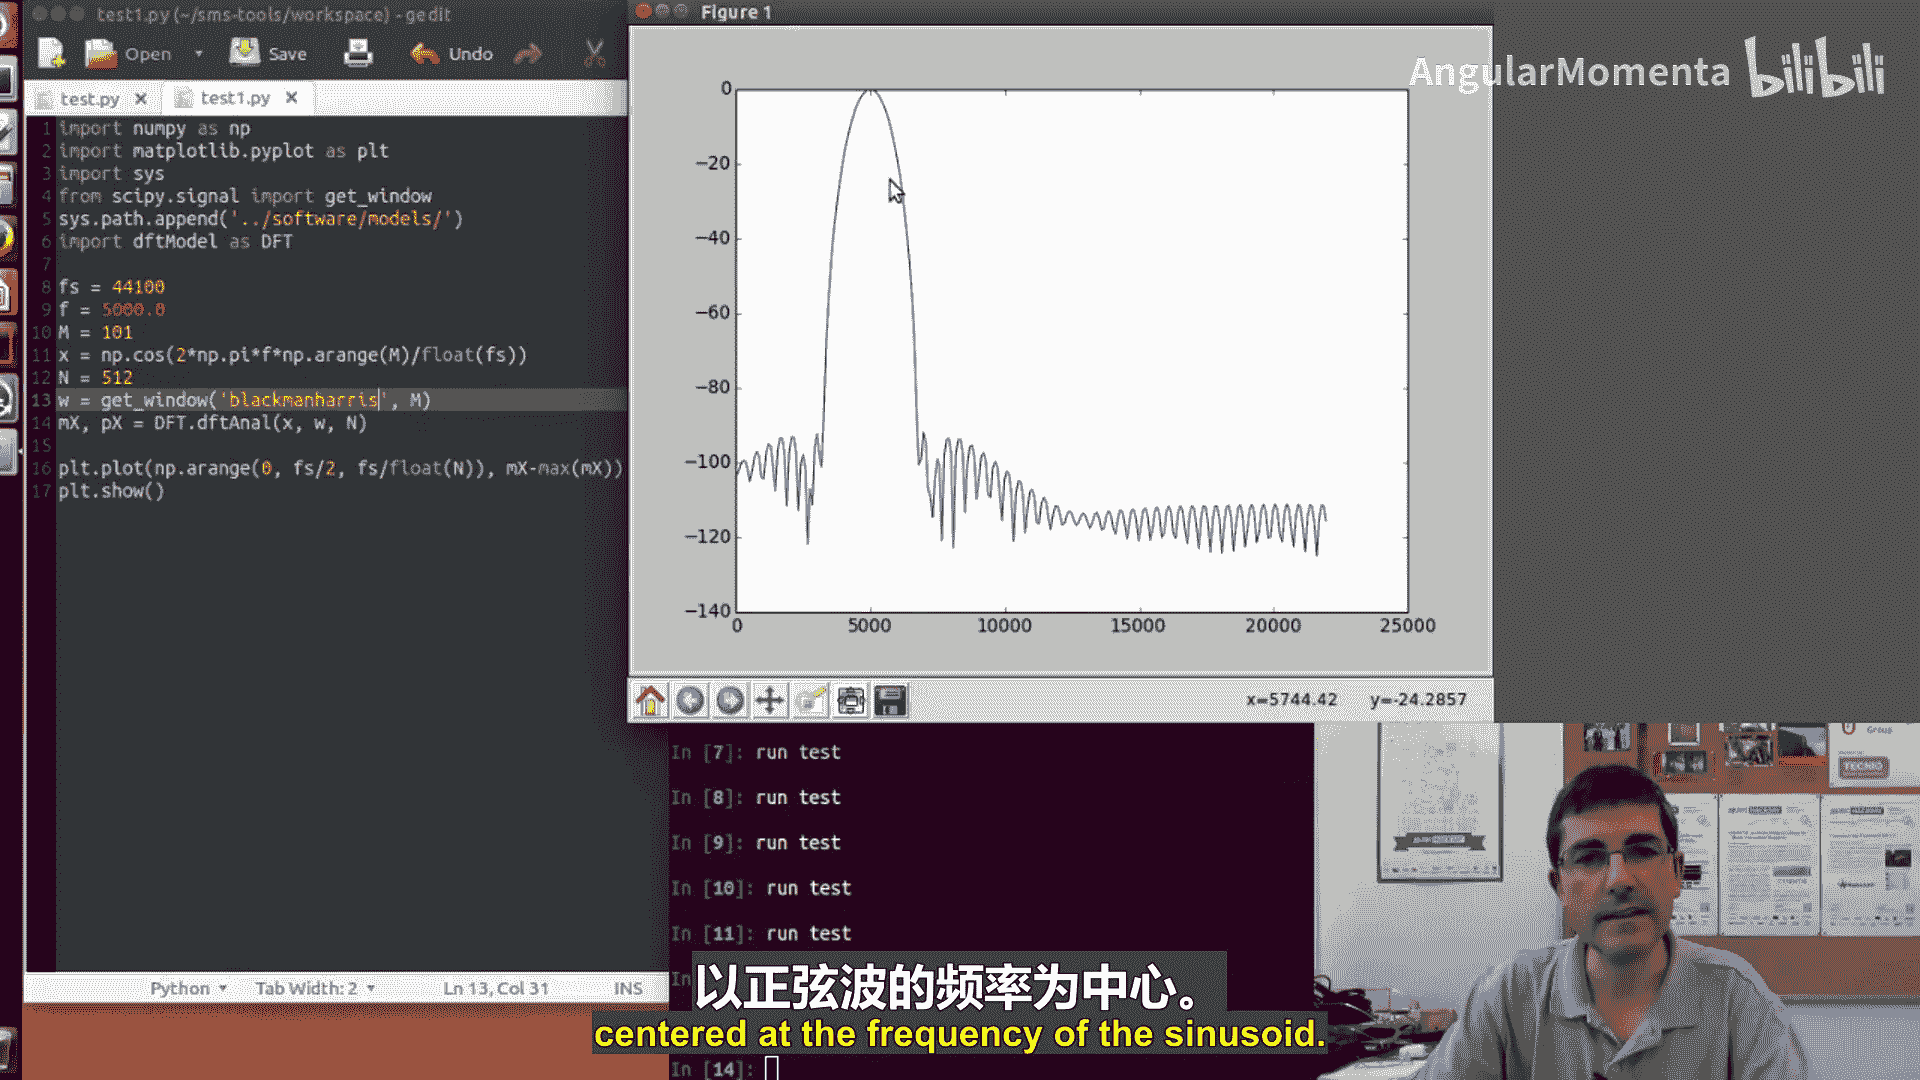 test1.py (~/sms-tools/workspace) - gedit
Open Save Undo
test.py test1.py
1 import numpy as np
2 import matplotlib.pyplot as plt
3 import sys
4 from scipy.signal import get_window
5 sys.path.append('../software/models/')
6 import dftModel as DFT
7
8 fs = 44100
9 f = 5000.0
10 M = 101
11 x = np.cos(2*np.pi*f*np.arange(M)/float(fs))
12 N = 512
13 w = get_window('blackmanharris', M)
14 mX, pX = DFT.dftAnal(x, w, N)
15
16 plt.plot(np.arange(0, fs/2, fs/float(N)), mX-max(mX))
17 plt.show()
Python Tab Width: 2 Ln 13, Col 31 INS
Figure 1
AngularMomenta bilibili
0
−20
−40
−60
−80
−100
−120
−140
0 5000 10000 15000 20000 25000
x=5744.42 y=-24.2857
In [7]: run test
In [8]: run test
In [9]: run test
In [10]: run test
In [11]: run test
In [14]:
Group
TECNIO
以正弦波的频率为中心。
centered at the frequency of the sinusoid.